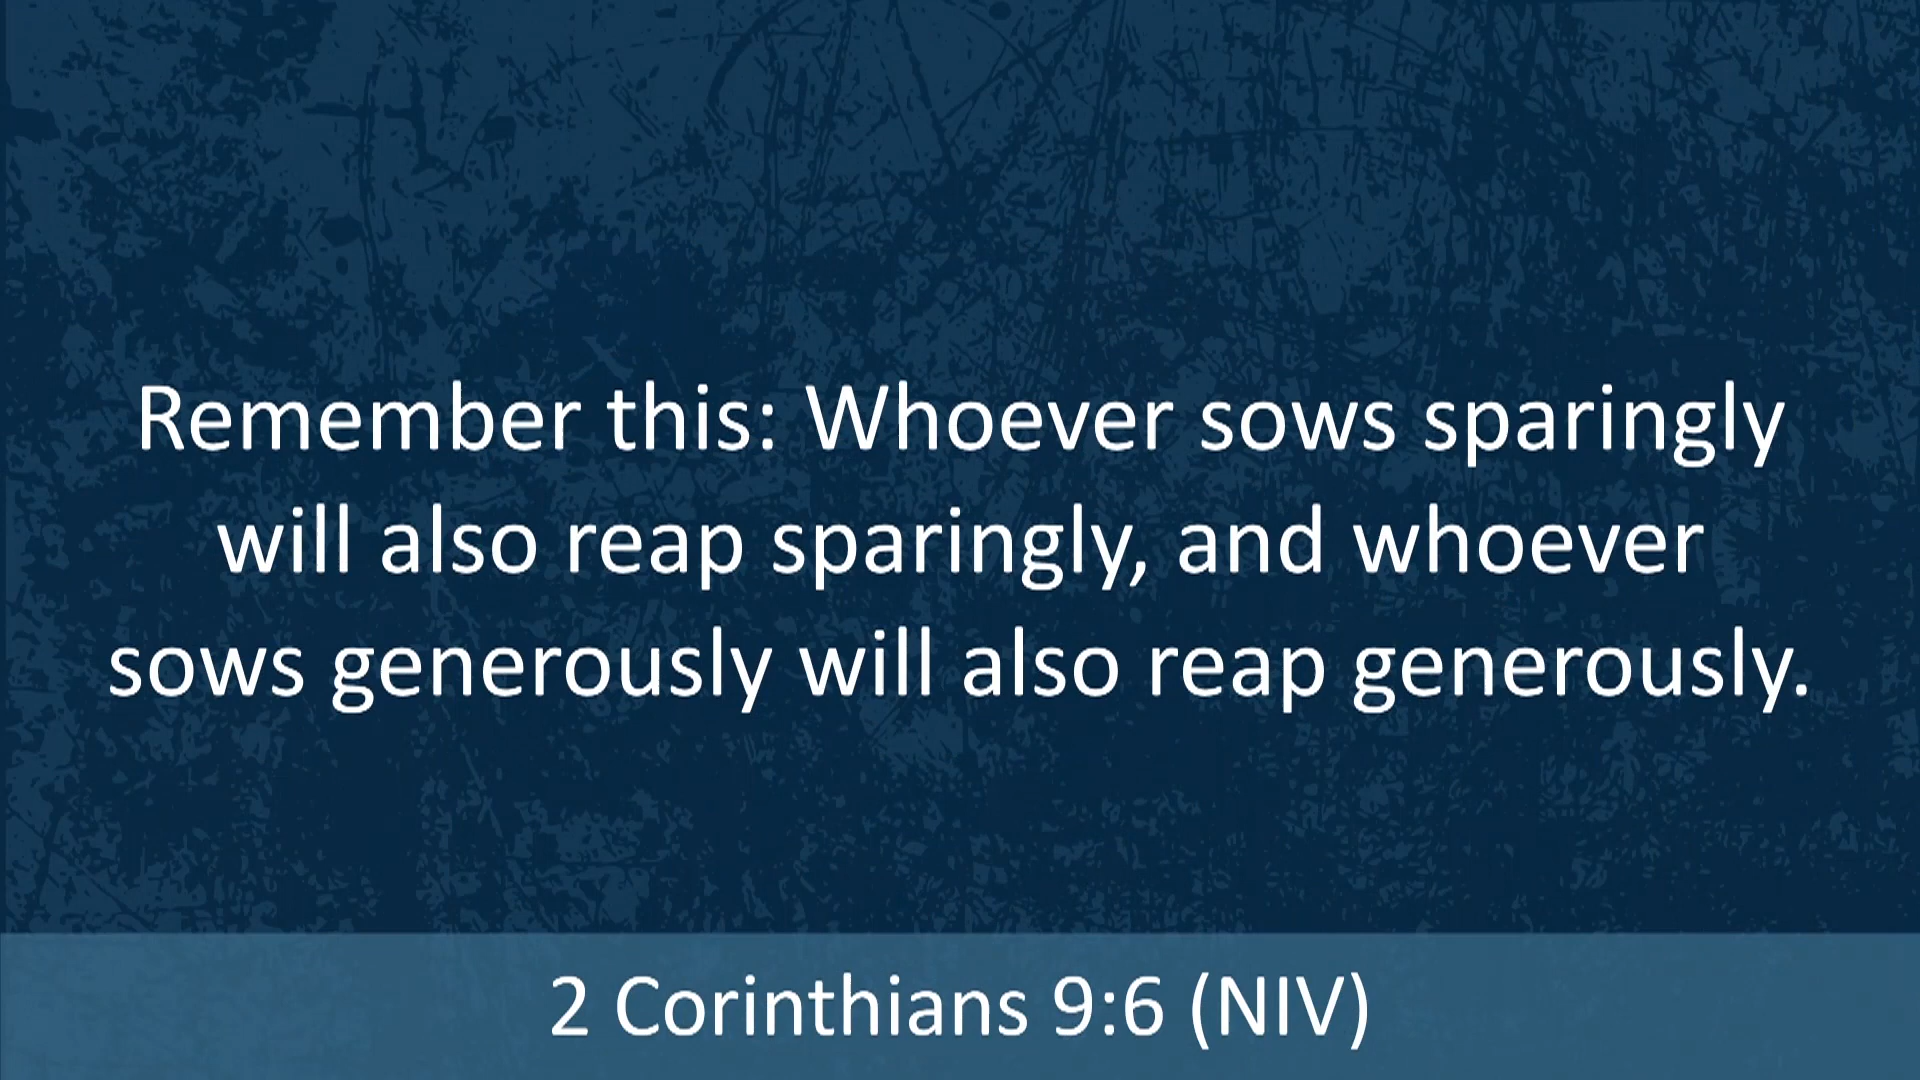 Remember this: Whoever sows sparingly
will also reap sparingly, and whoever
sows generously will also reap generously.
2 Corinthians 9:6 (NIV)